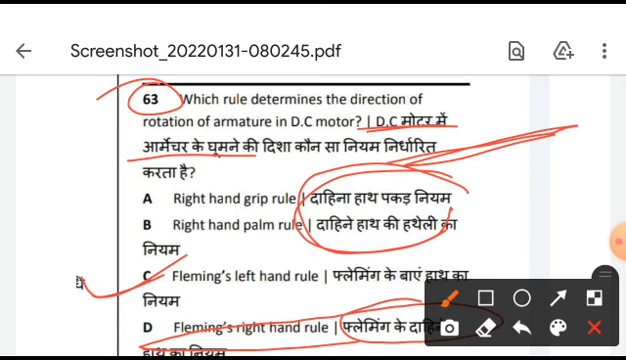 Screenshot_20220131-080245.pdf
63 Which rule determines the direction of
rotation of armature in D.C motor? | D.C मोटर में
आर्मेचर के घूमने की दिशा कौन सा नियम निर्धारित
करता है?
A Right hand grip rule | दाहिना हाथ पकड़ नियम
B Right hand palm rule | दाहिने हाथ की हथेली का
नियम
C Fleming's left hand rule | फ्लेमिंग के बाएं हाथ का
नियम
D Fleming's right hand rule | फ्लेमिंग के
हाथ का नियम